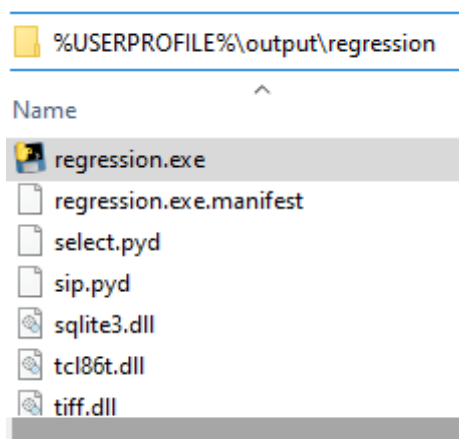 %USERPROFILE%\output\regression
Name
regression.exe
regression.exe.manifest
select.pyd
sip.pyd
sqlite3.dll
tcl86t.dll
tiff.dll